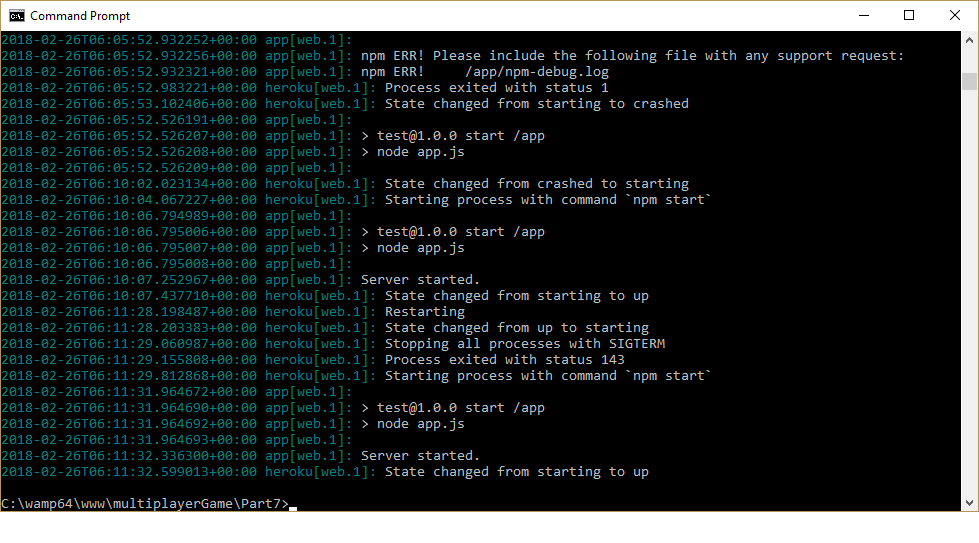 Command Prompt
2018-02-26T06:05:52.932252+00:00 app[web.1]:
2018-02-26T06:05:52.932256+00:00 app[web.1]: npm ERR! Please include the following file with any support request:
2018-02-26T06:05:52.932321+00:00 app[web.1]: npm ERR!     /app/npm-debug.log
2018-02-26T06:05:52.983221+00:00 heroku[web.1]: Process exited with status 1
2018-02-26T06:05:53.102406+00:00 heroku[web.1]: State changed from starting to crashed
2018-02-26T06:05:52.526191+00:00 app[web.1]:
2018-02-26T06:05:52.526207+00:00 app[web.1]: > test@1.0.0 start /app
2018-02-26T06:05:52.526208+00:00 app[web.1]: > node app.js
2018-02-26T06:05:52.526209+00:00 app[web.1]:
2018-02-26T06:10:02.023134+00:00 heroku[web.1]: State changed from crashed to starting
2018-02-26T06:10:04.067227+00:00 heroku[web.1]: Starting process with command `npm start`
2018-02-26T06:10:06.794989+00:00 app[web.1]:
2018-02-26T06:10:06.795006+00:00 app[web.1]: > test@1.0.0 start /app
2018-02-26T06:10:06.795007+00:00 app[web.1]: > node app.js
2018-02-26T06:10:06.795008+00:00 app[web.1]:
2018-02-26T06:10:07.252967+00:00 app[web.1]: Server started.
2018-02-26T06:10:07.437710+00:00 heroku[web.1]: State changed from starting to up
2018-02-26T06:11:28.198487+00:00 heroku[web.1]: Restarting
2018-02-26T06:11:28.203383+00:00 heroku[web.1]: State changed from up to starting
2018-02-26T06:11:29.060987+00:00 heroku[web.1]: Stopping all processes with SIGTERM
2018-02-26T06:11:29.155808+00:00 heroku[web.1]: Process exited with status 143
2018-02-26T06:11:29.812868+00:00 heroku[web.1]: Starting process with command `npm start`
2018-02-26T06:11:31.964672+00:00 app[web.1]:
2018-02-26T06:11:31.964690+00:00 app[web.1]: > test@1.0.0 start /app
2018-02-26T06:11:31.964692+00:00 app[web.1]: > node app.js
2018-02-26T06:11:31.964693+00:00 app[web.1]:
2018-02-26T06:11:32.336300+00:00 app[web.1]: Server started.
2018-02-26T06:11:32.599013+00:00 heroku[web.1]: State changed from starting to up
C:\wamp64\www\multiplayerGame\Part7>